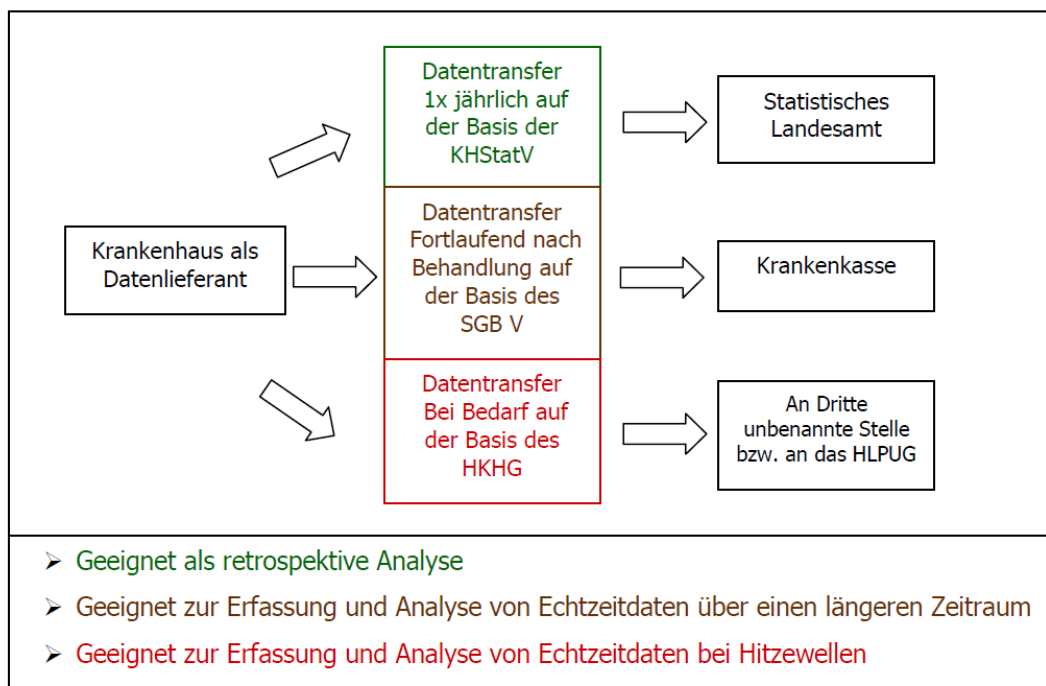 Datentransfer
1x jährlich auf
der Basis der
KHStatV
Statistisches
Landesamt
Krankenhaus als
Datenlieferant
Datentransfer
Fortlaufend nach
Behandlung auf
der Basis des
SGB V
Krankenkasse
Datentransfer
Bei Bedarf auf
der Basis des
HKHG
An Dritte
unbenannte Stelle
bzw. an das HLPUG
➢ Geeignet als retrospektive Analyse
➢ Geeignet zur Erfassung und Analyse von Echtzeitdaten über einen längeren Zeitraum
➢ Geeignet zur Erfassung und Analyse von Echtzeitdaten bei Hitzewellen